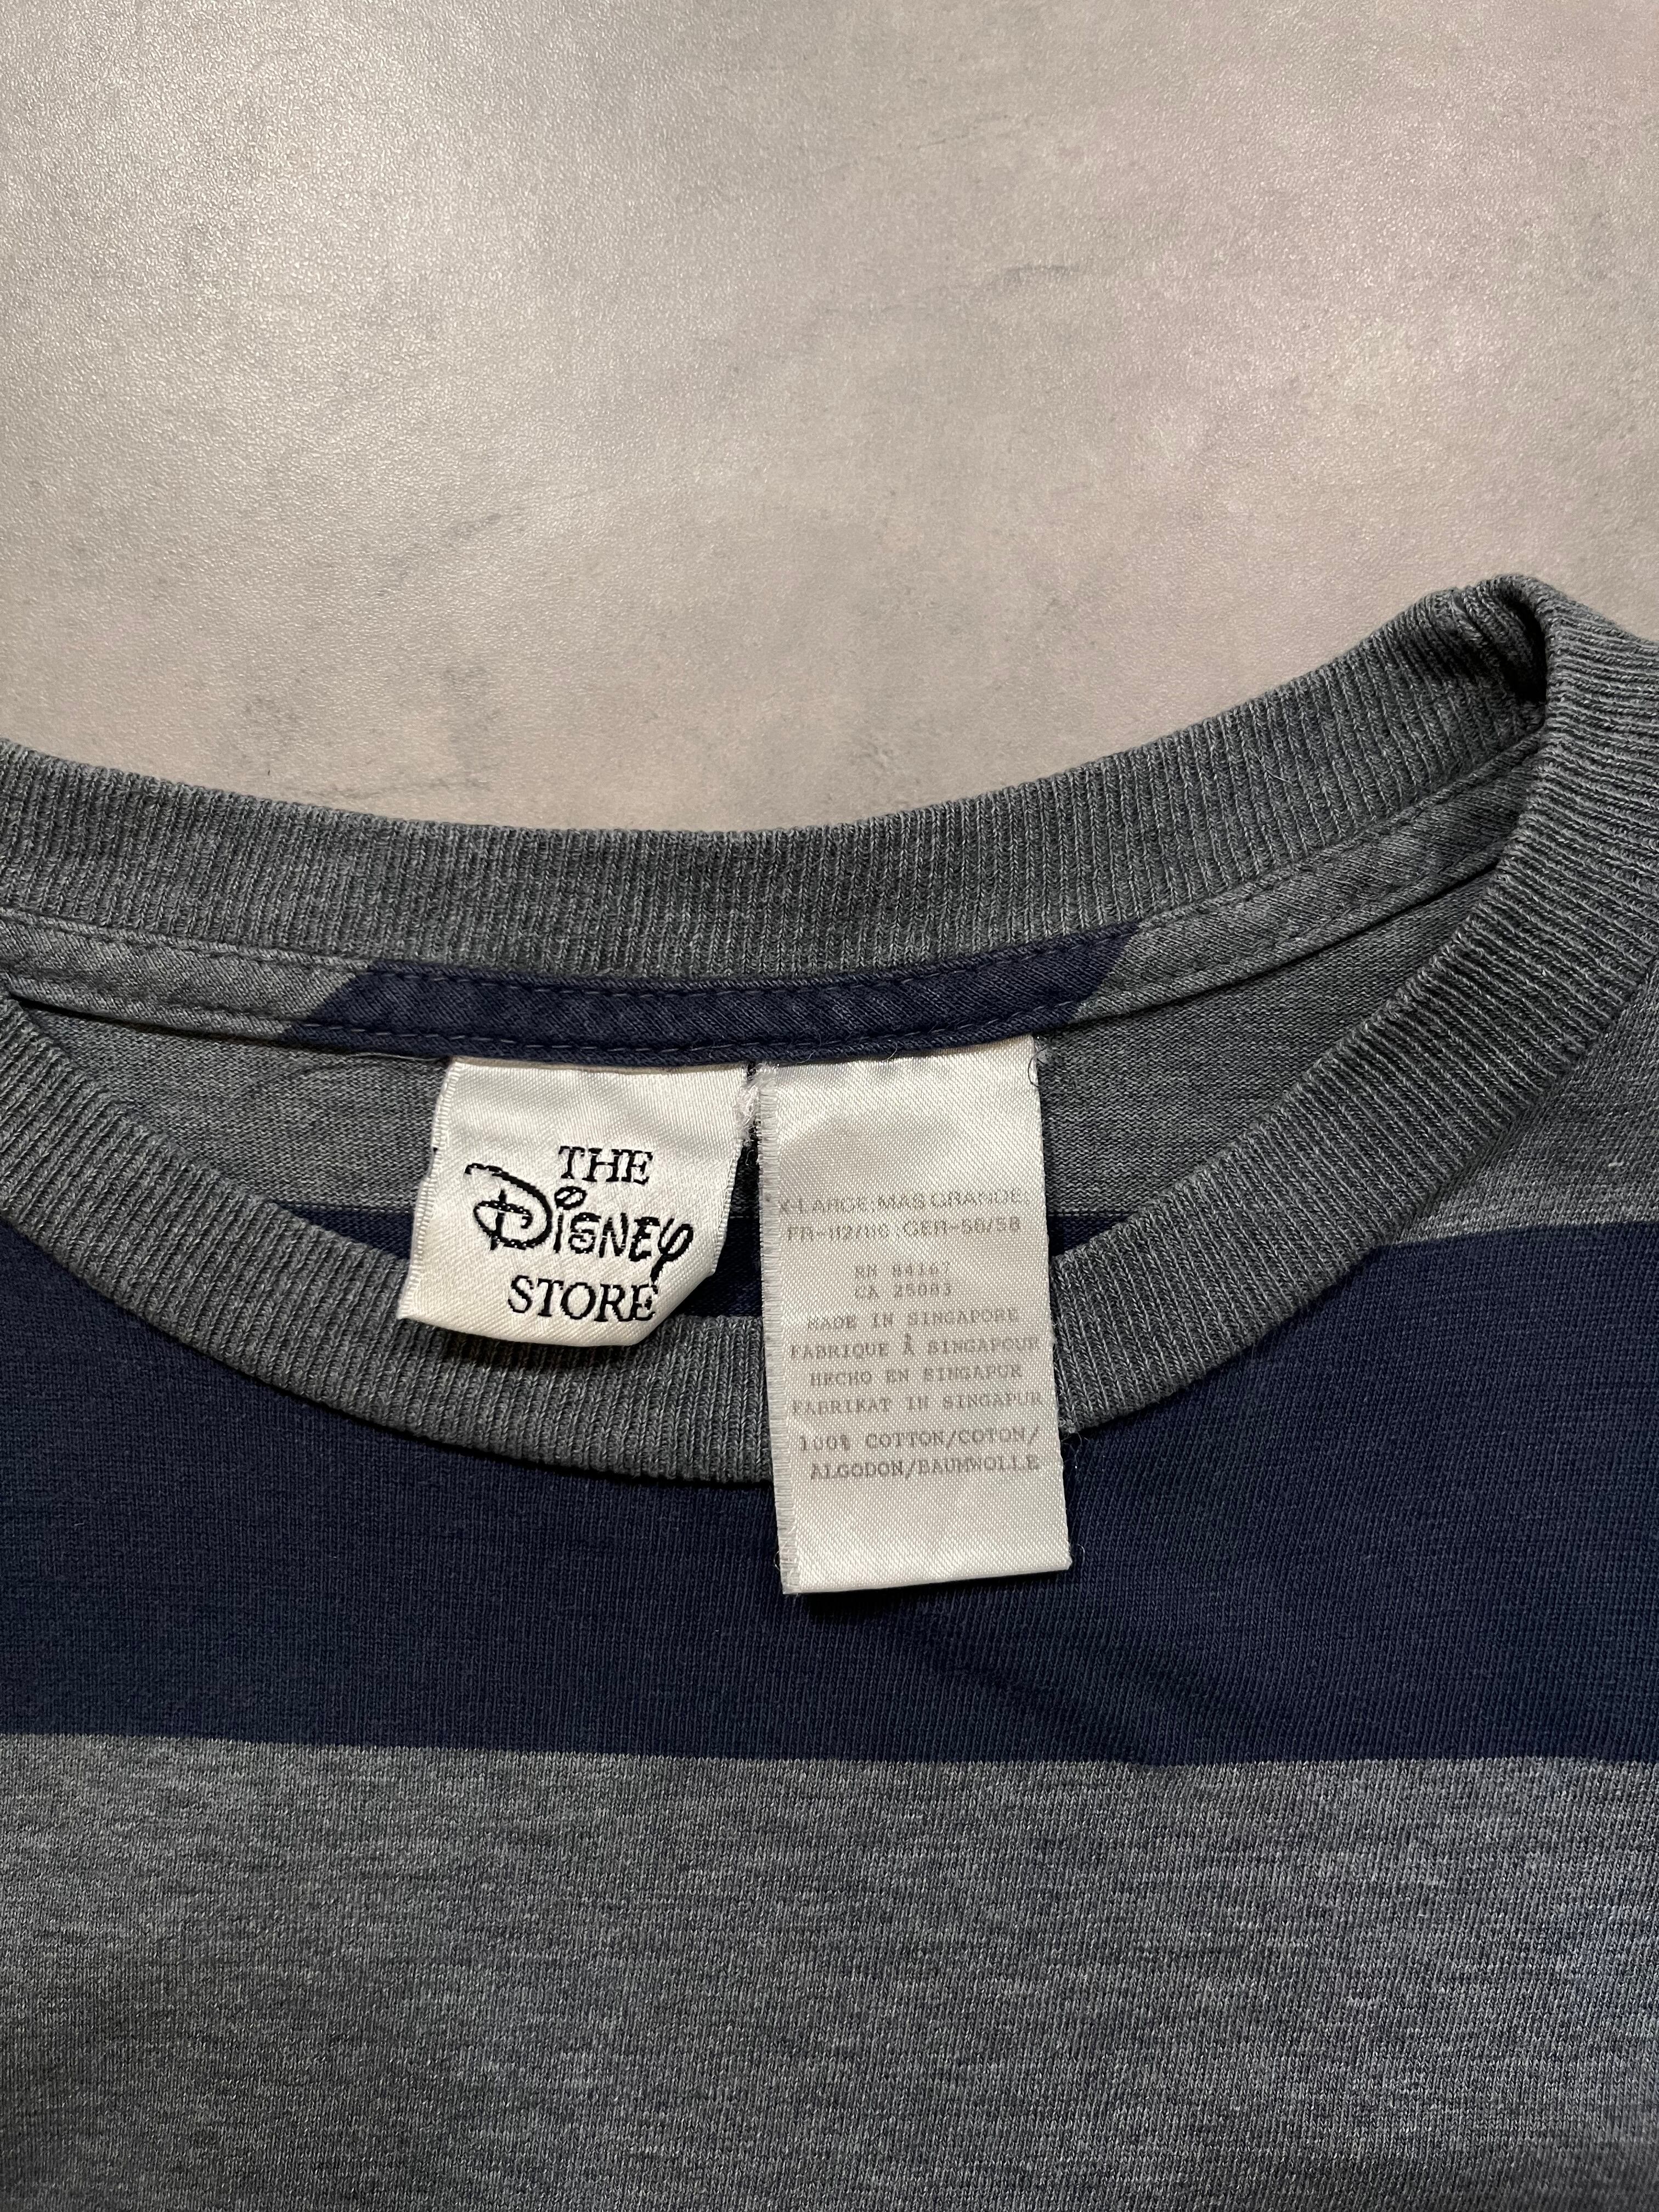 THE
Disney
STORE
X-LARGE;MAS GRANDE;
FR-112/116 ,GER-56/58
RN 84167
CA 25083
MADE IN SINGAPORE
FABRIQUE À SINGAPOUR
HECHO EN SINGAPUR
FABRIKAT IN SINGAPUR
100% COTTON/COTON/
ALGODON/BAUMWOLLE